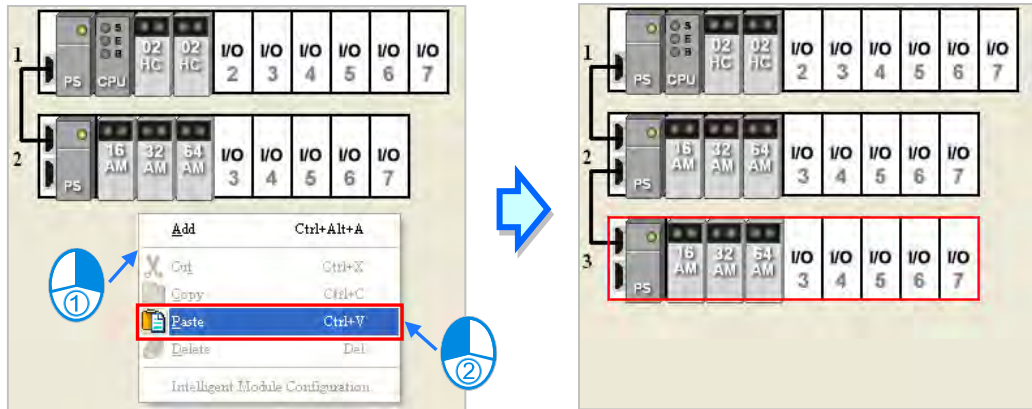 1 PS CPU S E B 02 HC 02 HC I/O 2 I/O 3 I/O 4 I/O 5 I/O 6 I/O 7
2 PS 16 AM 32 AM 64 AM I/O 3 I/O 4 I/O 5 I/O 6 I/O 7
Add Ctrl+Alt+A
Cut Ctrl+X
Copy Ctrl+C
Paste Ctrl+V
Delete Del
Intelligent Module Configuration
①
②
1 PS CPU S E B 02 HC 02 HC I/O 2 I/O 3 I/O 4 I/O 5 I/O 6 I/O 7
2 PS 16 AM 32 AM 64 AM I/O 3 I/O 4 I/O 5 I/O 6 I/O 7
3 PS 16 AM 32 AM 64 AM I/O 3 I/O 4 I/O 5 I/O 6 I/O 7